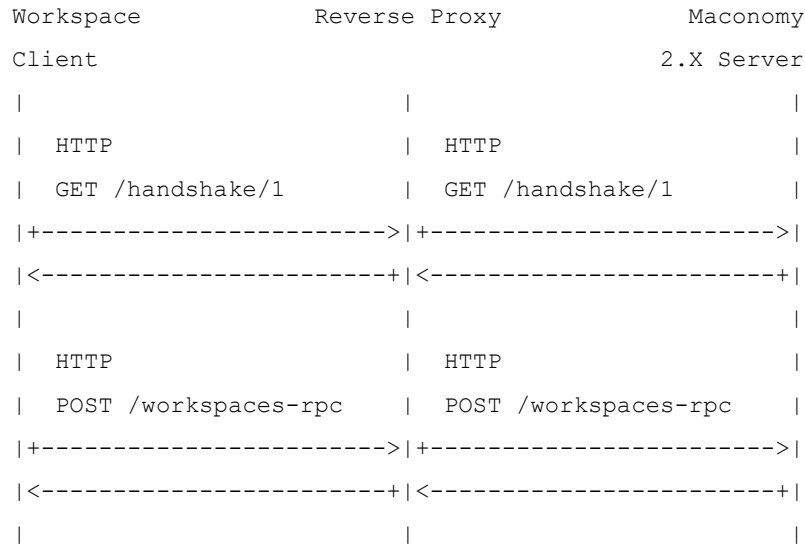 Workspace            Reverse Proxy             Maconomy
Client                                       2.X Server
|                          |                          |
|  HTTP                    |  HTTP                    |
|  GET /handshake/1        |  GET /handshake/1        |
|+------------------------>|+------------------------>|
|<------------------------+|<------------------------+|
|                          |                          |
|  HTTP                    |  HTTP                    |
|  POST /workspaces-rpc    |  POST /workspaces-rpc    |
|+------------------------>|+------------------------>|
|<------------------------+|<------------------------+|
|                          |                          |